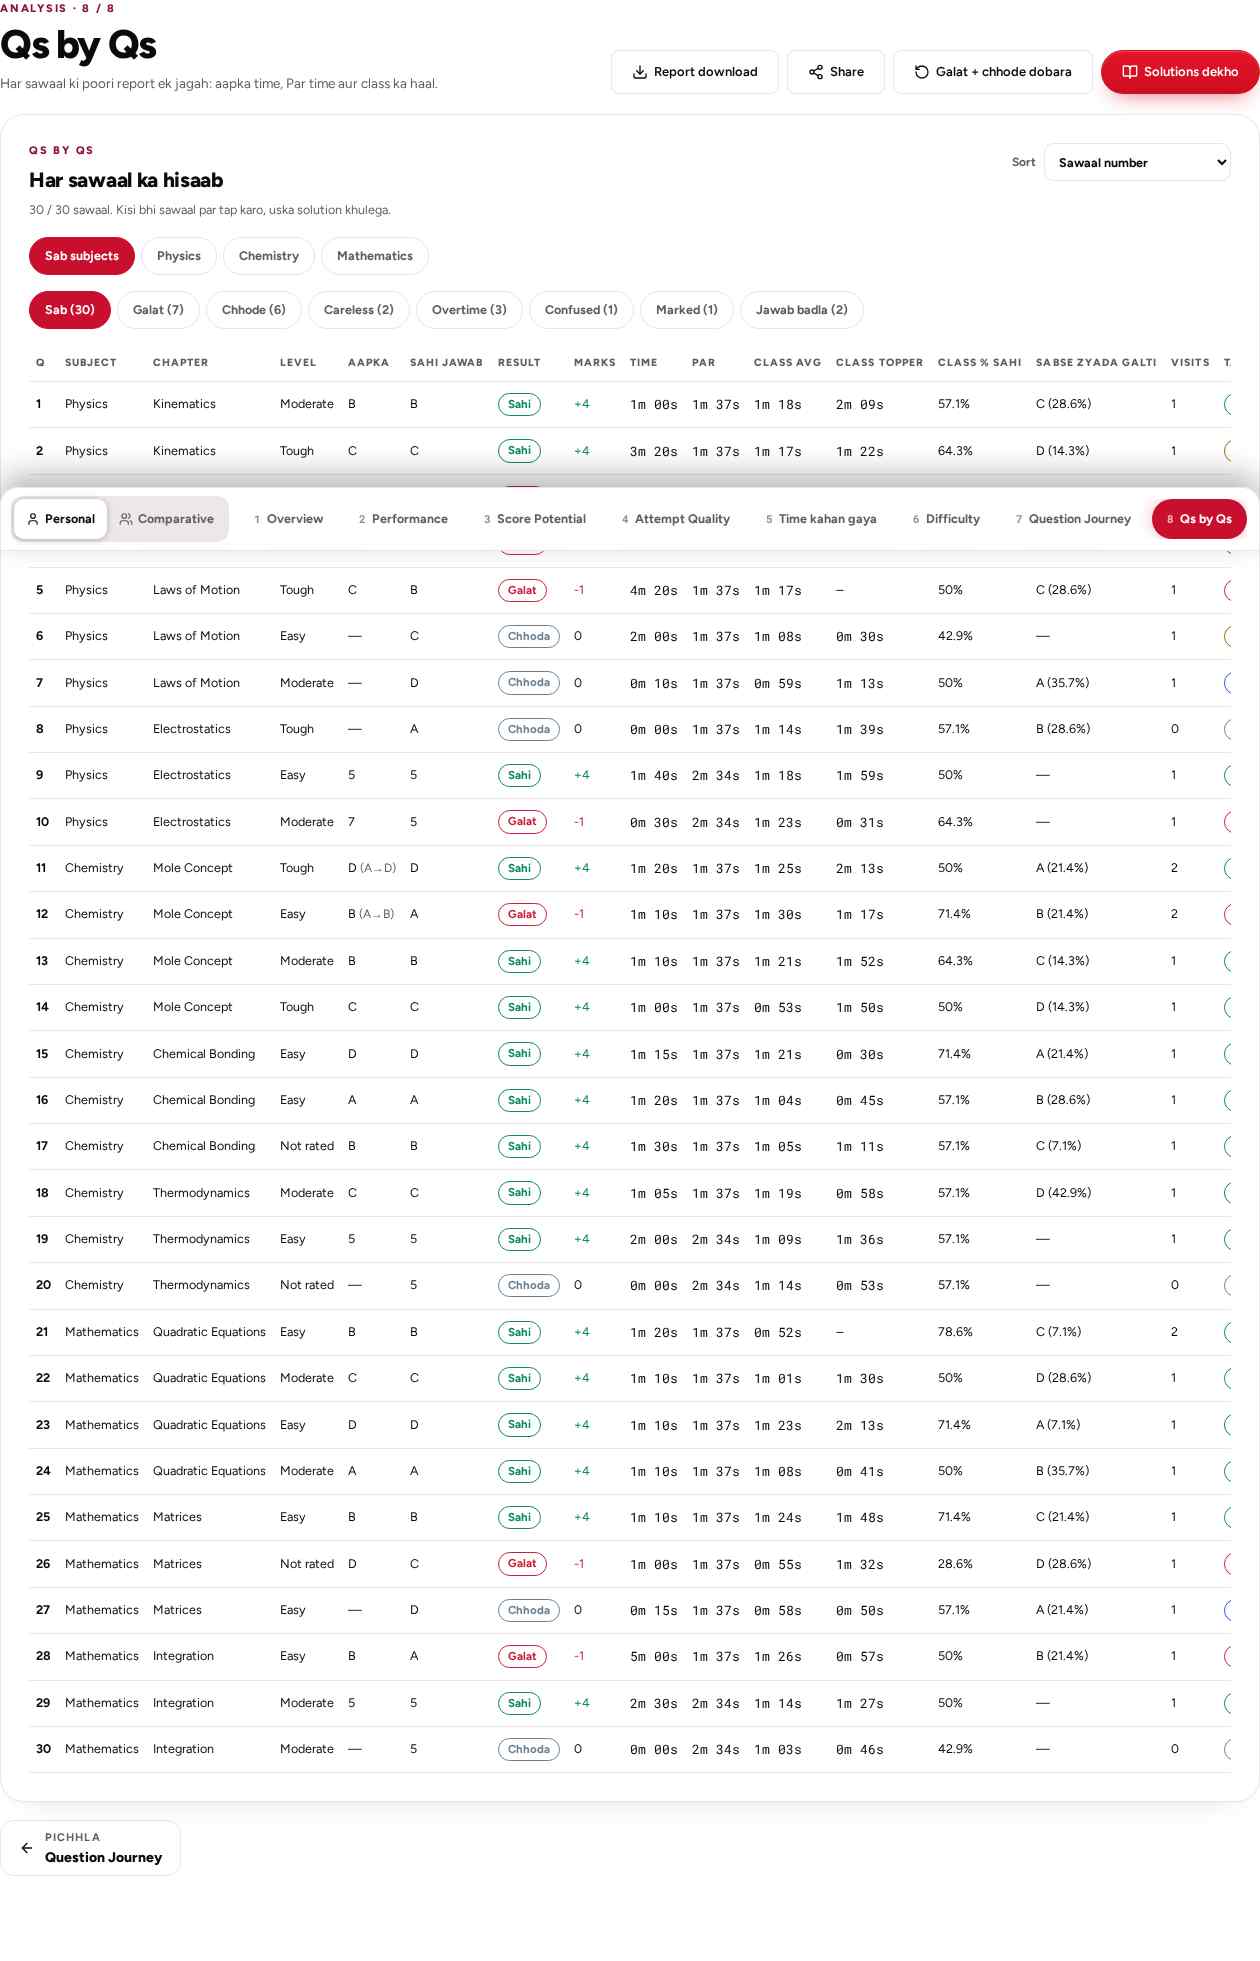 ANALYSIS · 8 / 8
Qs by Qs
Har sawaal ki poori report ek jagah: aapka time, Par time aur class ka haal.
Report download
Share
Galat + chhode dobara
Solutions dekho
QS BY QS
Har sawaal ka hisaab
30 / 30 sawaal. Kisi bhi sawaal par tap karo, uska solution khulega.
Sort
Sawaal number
Sab subjects Physics Chemistry Mathematics
Sab (30) Galat (7) Chhode (6) Careless (2) Overtime (3) Confused (1) Marked (1) Jawab badla (2)
Q SUBJECT CHAPTER LEVEL AAPKA SAHI JAWAB RESULT MARKS TIME PAR CLASS AVG CLASS TOPPER CLASS % SAHI SABSE ZYADA GALTI VISITS
1 Physics Kinematics Moderate B B Sahi +4 1m 00s 1m 37s 1m 18s 2m 09s 57.1% C (28.6%) 1
2 Physics Kinematics Tough C C Sahi +4 3m 20s 1m 37s 1m 17s 1m 22s 64.3% D (14.3%) 1
Personal Comparative 1 Overview 2 Performance 3 Score Potential 4 Attempt Quality 5 Time kahan gaya 6 Difficulty 7 Question Journey 8 Qs by Qs
5 Physics Laws of Motion Tough C B Galat -1 4m 20s 1m 37s 1m 17s – 50% C (28.6%) 1
6 Physics Laws of Motion Easy — C Chhoda 0 2m 00s 1m 37s 1m 08s 0m 30s 42.9% — 1
7 Physics Laws of Motion Moderate — D Chhoda 0 0m 10s 1m 37s 0m 59s 1m 13s 50% A (35.7%) 1
8 Physics Electrostatics Tough — A Chhoda 0 0m 00s 1m 37s 1m 14s 1m 39s 57.1% B (28.6%) 0
9 Physics Electrostatics Easy 5 5 Sahi +4 1m 40s 2m 34s 1m 18s 1m 59s 50% — 1
10 Physics Electrostatics Moderate 7 5 Galat -1 0m 30s 2m 34s 1m 23s 0m 31s 64.3% — 1
11 Chemistry Mole Concept Tough D (A→D) D Sahi +4 1m 20s 1m 37s 1m 25s 2m 13s 50% A (21.4%) 2
12 Chemistry Mole Concept Easy B (A→B) A Galat -1 1m 10s 1m 37s 1m 30s 1m 17s 71.4% B (21.4%) 2
13 Chemistry Mole Concept Moderate B B Sahi +4 1m 10s 1m 37s 1m 21s 1m 52s 64.3% C (14.3%) 1
14 Chemistry Mole Concept Tough C C Sahi +4 1m 00s 1m 37s 0m 53s 1m 50s 50% D (14.3%) 1
15 Chemistry Chemical Bonding Easy D D Sahi +4 1m 15s 1m 37s 1m 21s 0m 30s 71.4% A (21.4%) 1
16 Chemistry Chemical Bonding Easy A A Sahi +4 1m 20s 1m 37s 1m 04s 0m 45s 57.1% B (28.6%) 1
17 Chemistry Chemical Bonding Not rated B B Sahi +4 1m 30s 1m 37s 1m 05s 1m 11s 57.1% C (7.1%) 1
18 Chemistry Thermodynamics Moderate C C Sahi +4 1m 05s 1m 37s 1m 19s 0m 58s 57.1% D (42.9%) 1
19 Chemistry Thermodynamics Easy 5 5 Sahi +4 2m 00s 2m 34s 1m 09s 1m 36s 57.1% — 1
20 Chemistry Thermodynamics Not rated — 5 Chhoda 0 0m 00s 2m 34s 1m 14s 0m 53s 57.1% — 0
21 Mathematics Quadratic Equations Easy B B Sahi +4 1m 20s 1m 37s 0m 52s – 78.6% C (7.1%) 2
22 Mathematics Quadratic Equations Moderate C C Sahi +4 1m 10s 1m 37s 1m 01s 1m 30s 50% D (28.6%) 1
23 Mathematics Quadratic Equations Easy D D Sahi +4 1m 10s 1m 37s 1m 23s 2m 13s 71.4% A (7.1%) 1
24 Mathematics Quadratic Equations Moderate A A Sahi +4 1m 10s 1m 37s 1m 08s 0m 41s 50% B (35.7%) 1
25 Mathematics Matrices Easy B B Sahi +4 1m 10s 1m 37s 1m 24s 1m 48s 71.4% C (21.4%) 1
26 Mathematics Matrices Not rated D C Galat -1 1m 00s 1m 37s 0m 55s 1m 32s 28.6% D (28.6%) 1
27 Mathematics Matrices Easy — D Chhoda 0 0m 15s 1m 37s 0m 58s 0m 50s 57.1% A (21.4%) 1
28 Mathematics Integration Easy B A Galat -1 5m 00s 1m 37s 1m 26s 0m 57s 50% B (21.4%) 1
29 Mathematics Integration Moderate 5 5 Sahi +4 2m 30s 2m 34s 1m 14s 1m 27s 50% — 1
30 Mathematics Integration Moderate — 5 Chhoda 0 0m 00s 2m 34s 1m 03s 0m 46s 42.9% — 0
PICHHLA
Question Journey